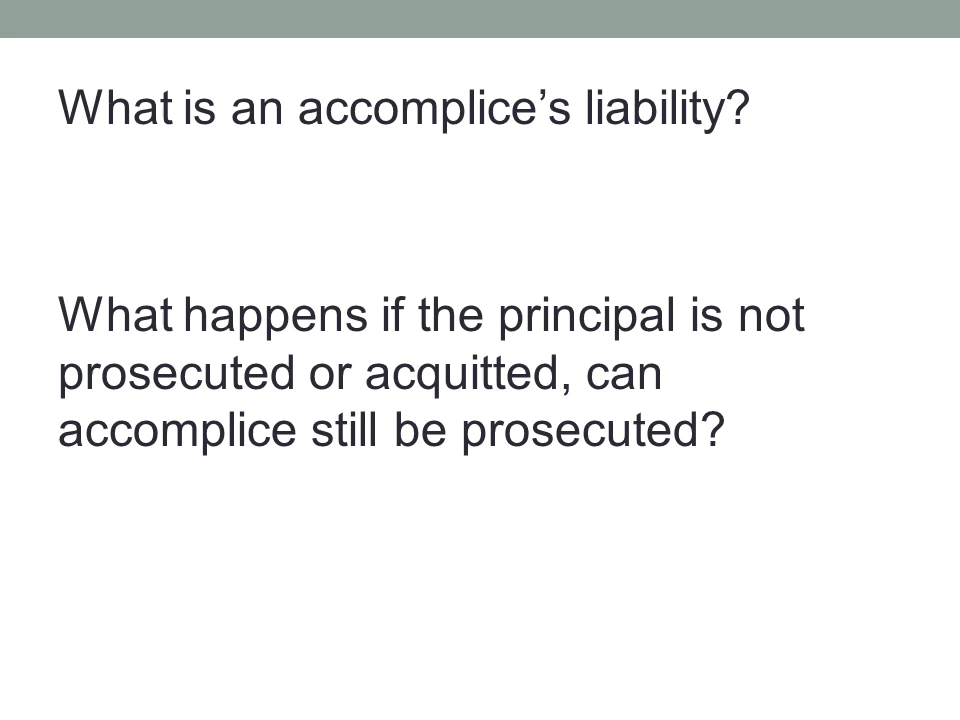 What is an accomplice’s liability?
What happens if the principal is not
prosecuted or acquitted, can
accomplice still be prosecuted?